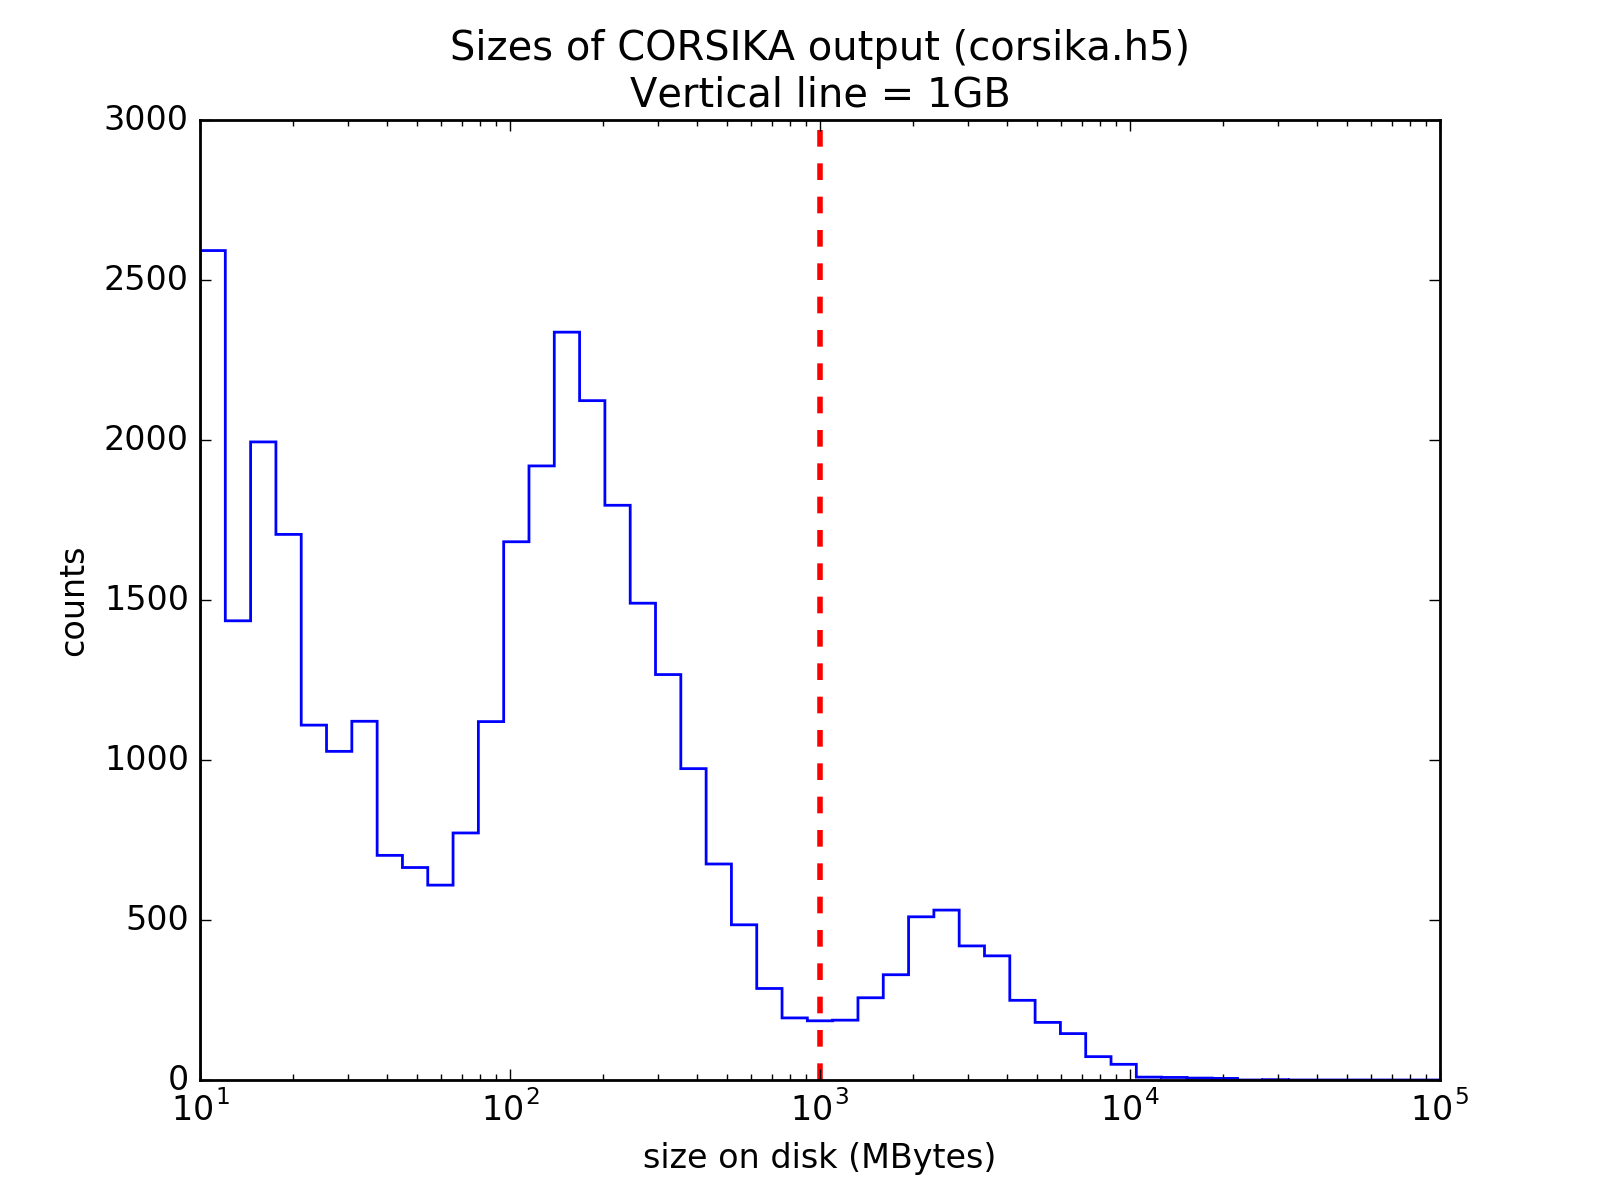 Sizes of CORSIKA output (corsika.h5)
Vertical line = 1GB
3000
2500
2000
1500
1000
500
0
counts
10¹ 10² 10³ 10⁴ 10⁵
size on disk (MBytes)